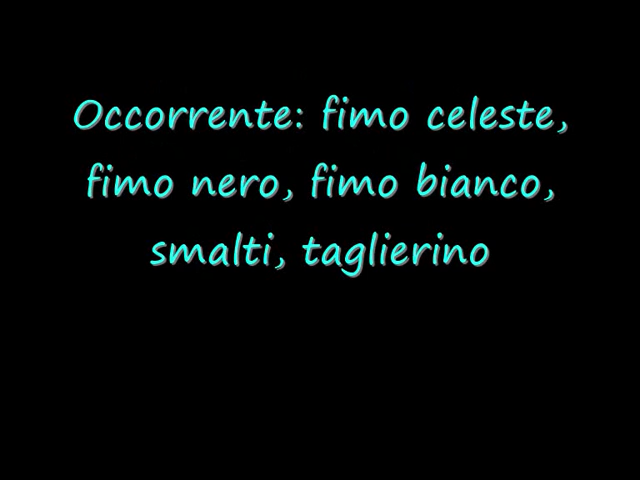 Occorrente: fimo celeste,
fimo nero, fimo bianco,
smalti, taglierino